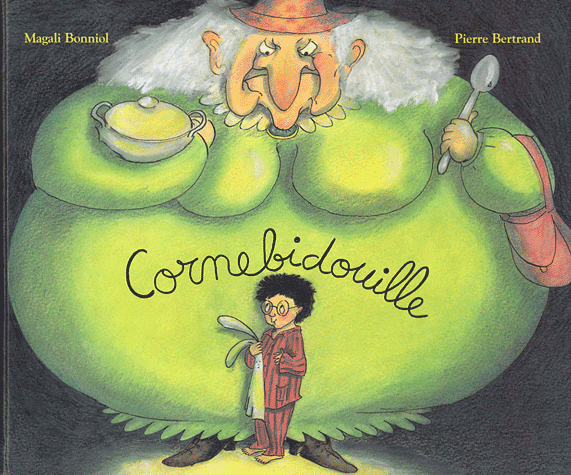 Magali Bonniol
Pierre Bertrand
Cornebidouille